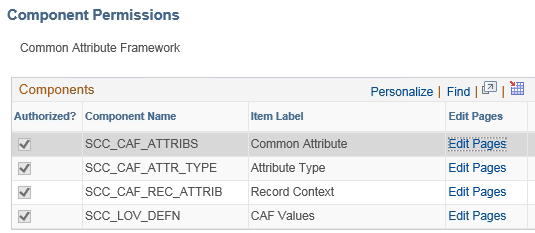 Component Permissions
Common Attribute Framework
Components Personalize | Find | |
Authorized? Component Name Item Label Edit Pages
SCC_CAF_ATTRIBS Common Attribute Edit Pages
SCC_CAF_ATTR_TYPE Attribute Type Edit Pages
SCC_CAF_REC_ATTRIB Record Context Edit Pages
SCC_LOV_DEFN CAF Values Edit Pages